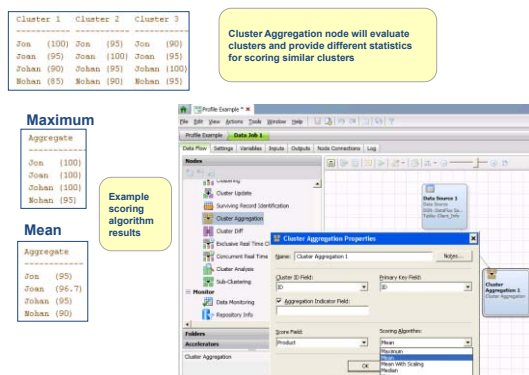 Cluster 1 Cluster 2 Cluster 3
Jon (100) Jon (95) Jon (90)
Joan (95) Joan (100) Joan (95)
Johan (90) Johan (95) Johan (100)
Nohan (85) Nohan (90) Nohan (95)
Cluster Aggregation node will evaluate
clusters and provide different statistics
for scoring similar clusters
Maximum
Aggregate
Jon (100)
Joan (100)
Johan (100)
Nohan (95)
Mean
Aggregate
Jon (95)
Joan (96.7)
Johan (95)
Nohan (90)
Example
scoring
algorithm
results
Profile Example *
File Edit View Actions Tools Window Help
Profile Example Data Job 1
Data Flow Settings Variables Inputs Outputs Node Connections Log
Nodes
Clustering
Cluster Update
Surviving Record Identification
Cluster Aggregation
Cluster Diff
Exclusive Real Time Cl
Concurrent Real Time
Cluster Analysis
Sub-Clustering
Monitor
Data Monitoring
Repository Info
Folders
Accelerators
Cluster Aggregation
Data Source 1
Data Source
Table: Client_Info
Cluster Aggregation Properties
Name: Cluster Aggregation 1 Notes...
Cluster ID Field: Primary Key Field:
ID ID
Aggregation Indicator Field:
Score Field: Scoring Algorithm:
Product Mean
Maximum
Mean
Mean With Scaling
Median
OK
Cluster
Aggregation 1
Cluster Aggregation